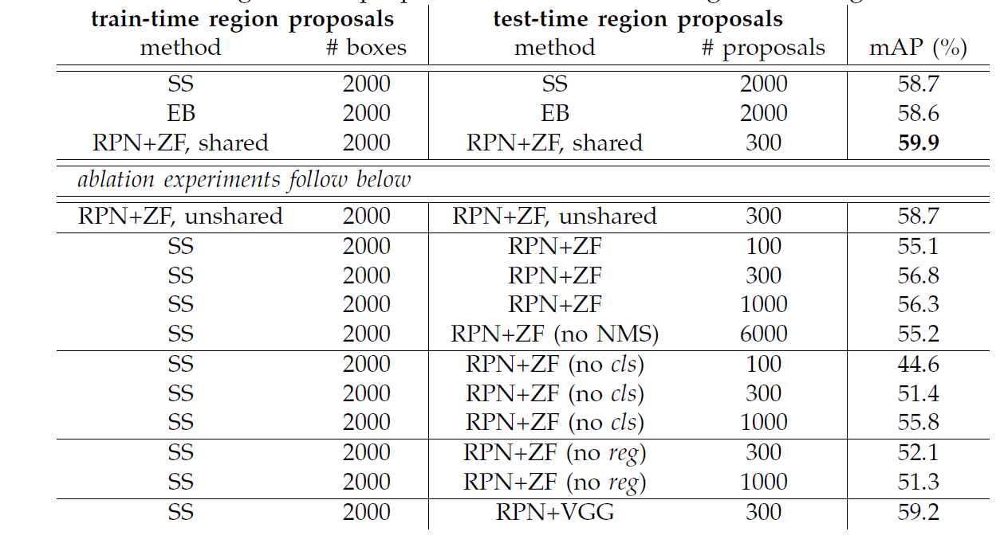 train-time region proposals test-time region proposals
method # boxes method # proposals mAP (%)
SS 2000 SS 2000 58.7
EB 2000 EB 2000 58.6
RPN+ZF, shared 2000 RPN+ZF, shared 300 59.9
ablation experiments follow below
RPN+ZF, unshared 2000 RPN+ZF, unshared 300 58.7
SS 2000 RPN+ZF 100 55.1
SS 2000 RPN+ZF 300 56.8
SS 2000 RPN+ZF 1000 56.3
SS 2000 RPN+ZF (no NMS) 6000 55.2
SS 2000 RPN+ZF (no cls) 100 44.6
SS 2000 RPN+ZF (no cls) 300 51.4
SS 2000 RPN+ZF (no cls) 1000 55.8
SS 2000 RPN+ZF (no reg) 300 52.1
SS 2000 RPN+ZF (no reg) 1000 51.3
SS 2000 RPN+VGG 300 59.2